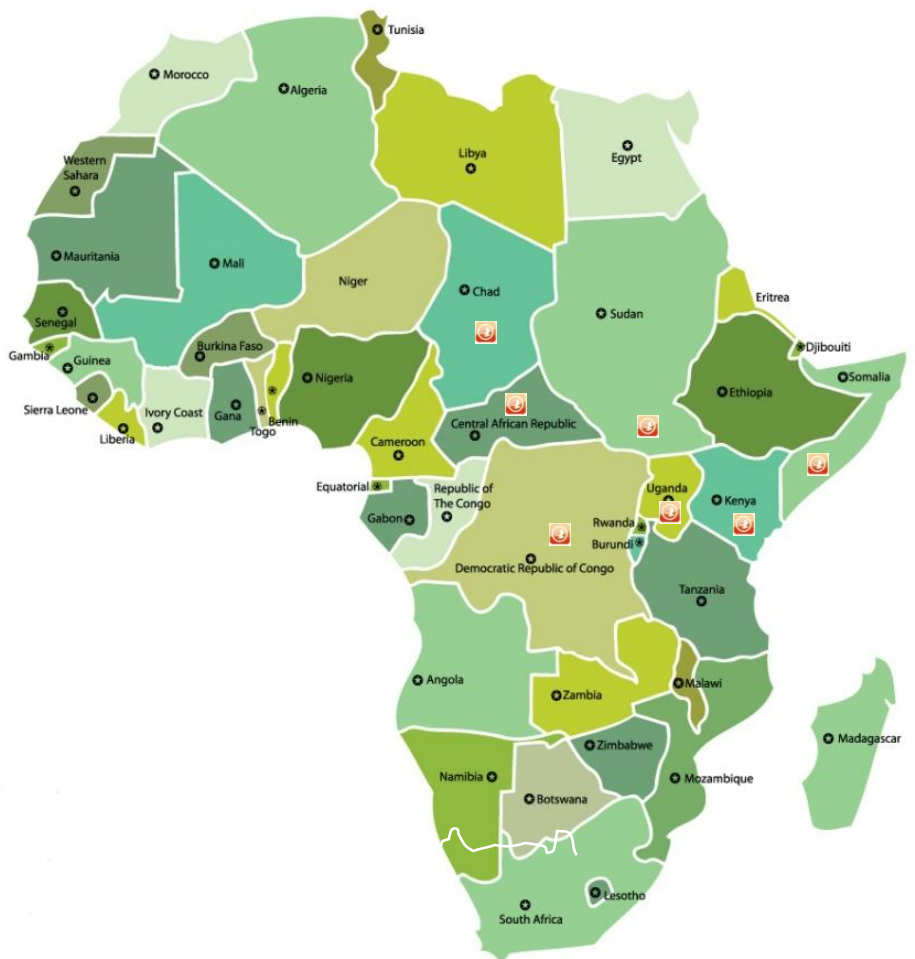 Tunisia
Morocco
Algeria
Libya
Egypt
Western
Sahara
Mauritania
Mali
Niger
Chad
Sudan
Eritrea
Senegal
Gambia
Guinea
Burkina Faso
Djibouti
Nigeria
Somalia
Ethiopia
Sierra Leone
Ivory Coast
Gana
Benin
Togo
Liberia
Central African Republic
Cameroon
Equatorial
Republic of
The Congo
Uganda
Kenya
Gabon
Rwanda
Burundi
Democratic Republic of Congo
Tanzania
Angola
Malawi
Zambia
Madagascar
Zimbabwe
Namibia
Mozambique
Botswana
Lesotho
South Africa